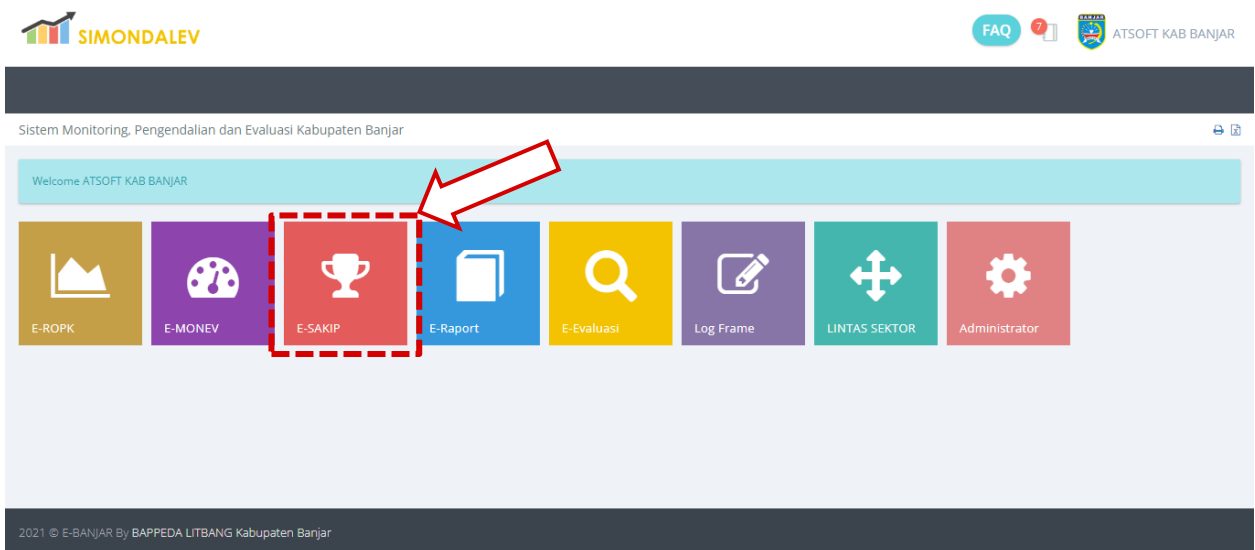 SIMONDALEV
FAQ
7
BANJAR
ATSOFT KAB BANJAR
Sistem Monitoring, Pengendalian dan Evaluasi Kabupaten Banjar
Welcome ATSOFT KAB BANJAR
E-ROPK
E-MONEV
E-SAKIP
E-Raport
E-Evaluasi
Log Frame
LINTAS SEKTOR
Administrator
2021 © E-BANJAR By BAPPEDA LITBANG Kabupaten Banjar